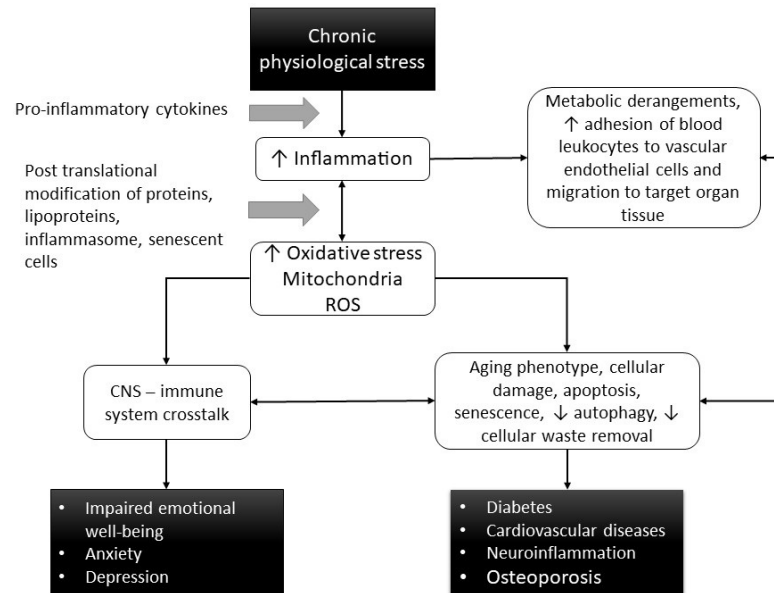 Chronic
physiological stress
Pro-inflammatory cytokines
↑ Inflammation
Metabolic derangements,
↑ adhesion of blood
leukocytes to vascular
endothelial cells and
migration to target organ
tissue
Post translational
modification of proteins,
lipoproteins,
inflammasome, senescent
cells
↑ Oxidative stress
Mitochondria
ROS
CNS – immune
system crosstalk
Aging phenotype, cellular
damage, apoptosis,
senescence, ↓ autophagy, ↓
cellular waste removal
• Impaired emotional
well-being
• Anxiety
• Depression
• Diabetes
• Cardiovascular diseases
• Neuroinflammation
• Osteoporosis